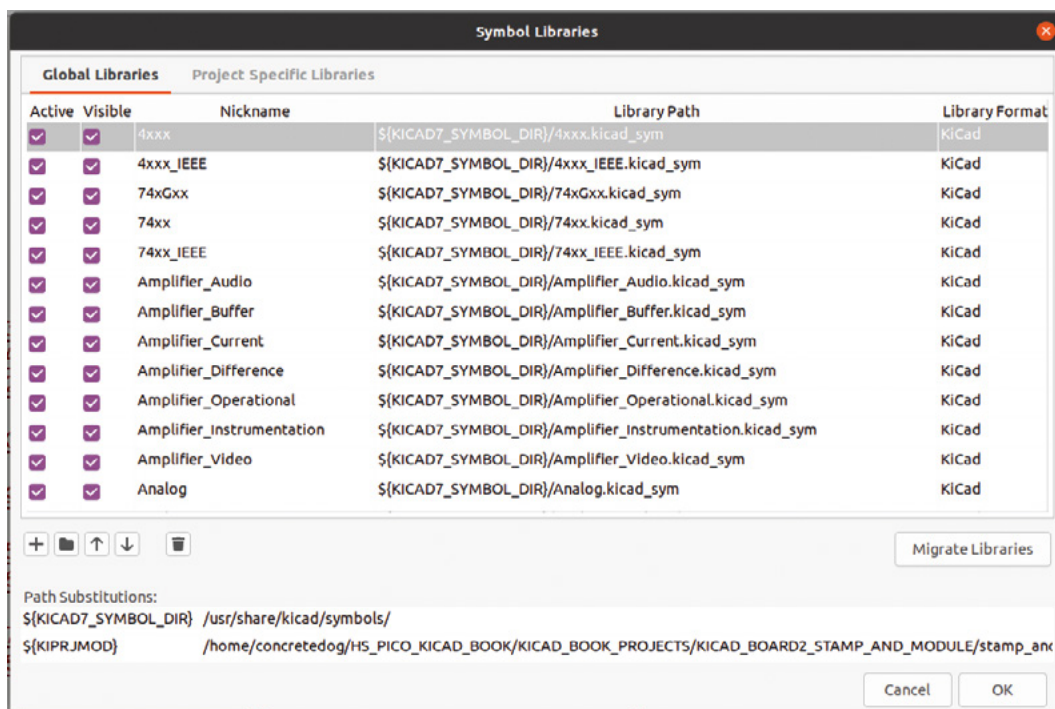 Symbol Libraries
Global Libraries Project Specific Libraries
Active Visible Nickname Library Path Library Format
4xxx ${KICAD7_SYMBOL_DIR}/4xxx.kicad_sym KiCad
4xxx_IEEE ${KICAD7_SYMBOL_DIR}/4xxx_IEEE.kicad_sym KiCad
74xGxx ${KICAD7_SYMBOL_DIR}/74xGxx.kicad_sym KiCad
74xx ${KICAD7_SYMBOL_DIR}/74xx.kicad_sym KiCad
74xx_IEEE ${KICAD7_SYMBOL_DIR}/74xx_IEEE.kicad_sym KiCad
Amplifier_Audio ${KICAD7_SYMBOL_DIR}/Amplifier_Audio.kicad_sym KiCad
Amplifier_Buffer ${KICAD7_SYMBOL_DIR}/Amplifier_Buffer.kicad_sym KiCad
Amplifier_Current ${KICAD7_SYMBOL_DIR}/Amplifier_Current.kicad_sym KiCad
Amplifier_Difference ${KICAD7_SYMBOL_DIR}/Amplifier_Difference.kicad_sym KiCad
Amplifier_Operational ${KICAD7_SYMBOL_DIR}/Amplifier_Operational.kicad_sym KiCad
Amplifier_Instrumentation ${KICAD7_SYMBOL_DIR}/Amplifier_Instrumentation.kicad_sym KiCad
Amplifier_Video ${KICAD7_SYMBOL_DIR}/Amplifier_Video.kicad_sym KiCad
Analog ${KICAD7_SYMBOL_DIR}/Analog.kicad_sym KiCad
Migrate Libraries
Path Substitutions:
${KICAD7_SYMBOL_DIR} /usr/share/kicad/symbols/
${KIPRJMOD} /home/concretedog/HS_PICO_KICAD_BOOK/KICAD_BOOK_PROJECTS/KICAD_BOARD2_STAMP_AND_MODULE/stamp_and
Cancel OK